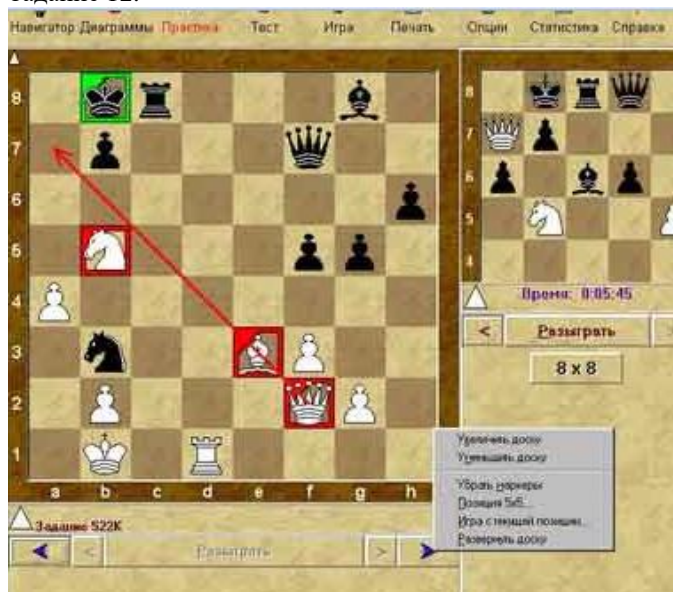 Навигатор Диаграммы Практика Тест Игра Печать Опции Статистика Справка
8
7
6
5
4
3
2
1
a b c d e f g h
8
7
6
5
4
Время: 0:05:45
< Разыграть >
8 x 8
Увеличить доску
Уменьшить доску
Убрать маркеры
Позиция 5x5...
Игра с текущей позиции...
Развернуть доску
Задание 522К
< Разыграть >